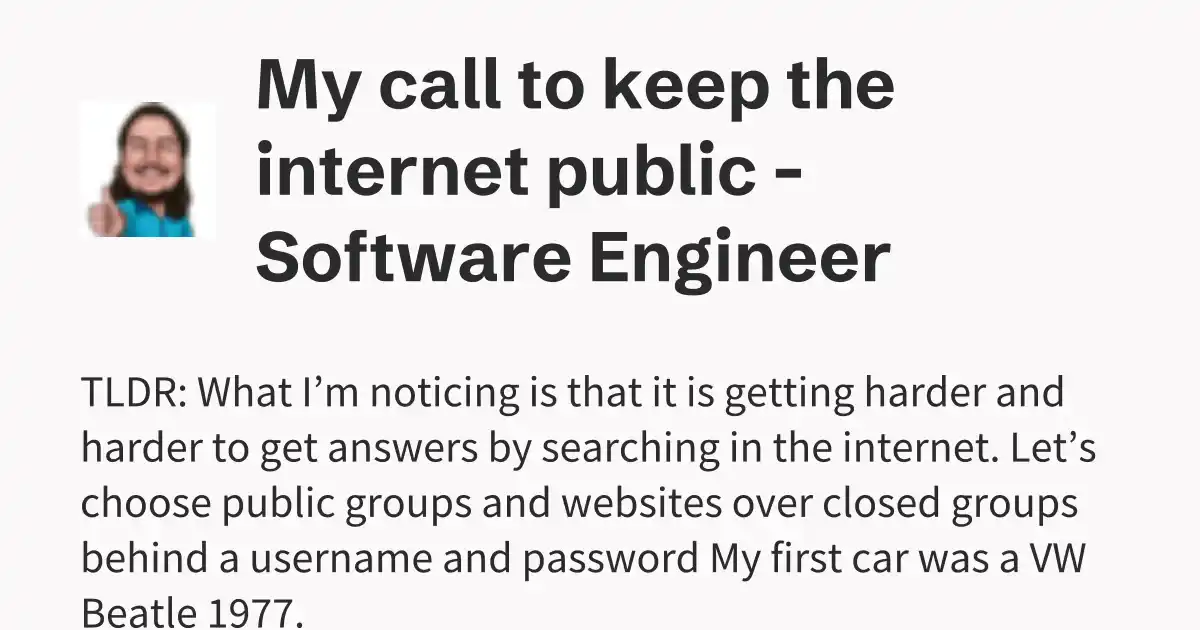 My call to keep the
internet public -
Software Engineer
TLDR: What I’m noticing is that it is getting harder and
harder to get answers by searching in the internet. Let’s
choose public groups and websites over closed groups
behind a username and password My first car was a VW
Beatle 1977.